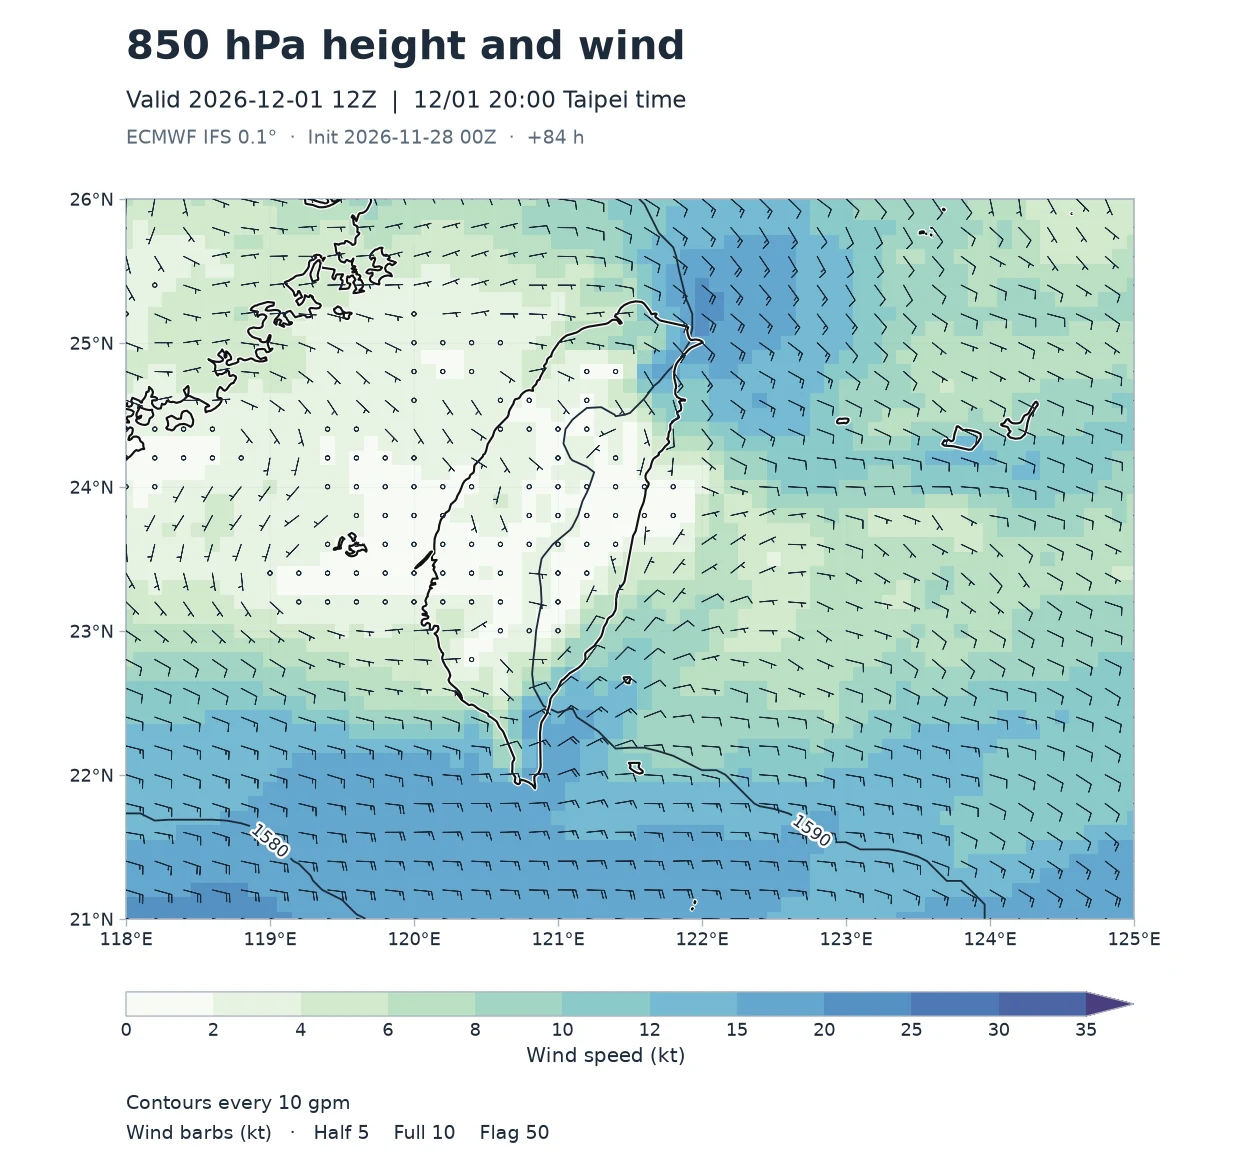 850 hPa height and wind
Valid 2026-12-01 12Z | 12/01 20:00 Taipei time
ECMWF IFS 0.1° · Init 2026-11-28 00Z · +84 h
26°N
25°N
24°N
23°N
22°N
21°N
1580
1590
118°E 119°E 120°E 121°E 122°E 123°E 124°E 125°E
0 2 4 6 8 10 12 15 20 25 30 35
Wind speed (kt)
Contours every 10 gpm
Wind barbs (kt) · Half 5 Full 10 Flag 50